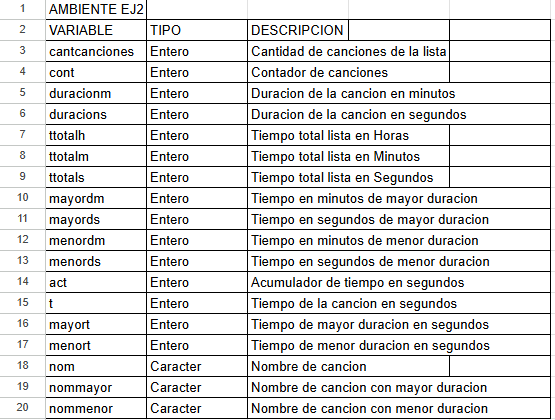 1 AMBIENTE EJ2
2 VARIABLE TIPO DESCRIPCION
3 cantcanciones Entero Cantidad de canciones de la lista
4 cont Entero Contador de canciones
5 duracionm Entero Duracion de la cancion en minutos
6 duracions Entero Duracion de la cancion en segundos
7 ttotalh Entero Tiempo total lista en Horas
8 ttotalm Entero Tiempo total lista en Minutos
9 ttotals Entero Tiempo total lista en Segundos
10 mayordm Entero Tiempo en minutos de mayor duracion
11 mayords Entero Tiempo en segundos de mayor duracion
12 menordm Entero Tiempo en minutos de menor duracion
13 menords Entero Tiempo en segundos de menor duracion
14 act Entero Acumulador de tiempo en segundos
15 t Entero Tiempo de la cancion en segundos
16 mayort Entero Tiempo de mayor duracion en segundos
17 menort Entero Tiempo de menor duracion en segundos
18 nom Caracter Nombre de cancion
19 nommayor Caracter Nombre de cancion con mayor duracion
20 nommenor Caracter Nombre de cancion con menor duracion